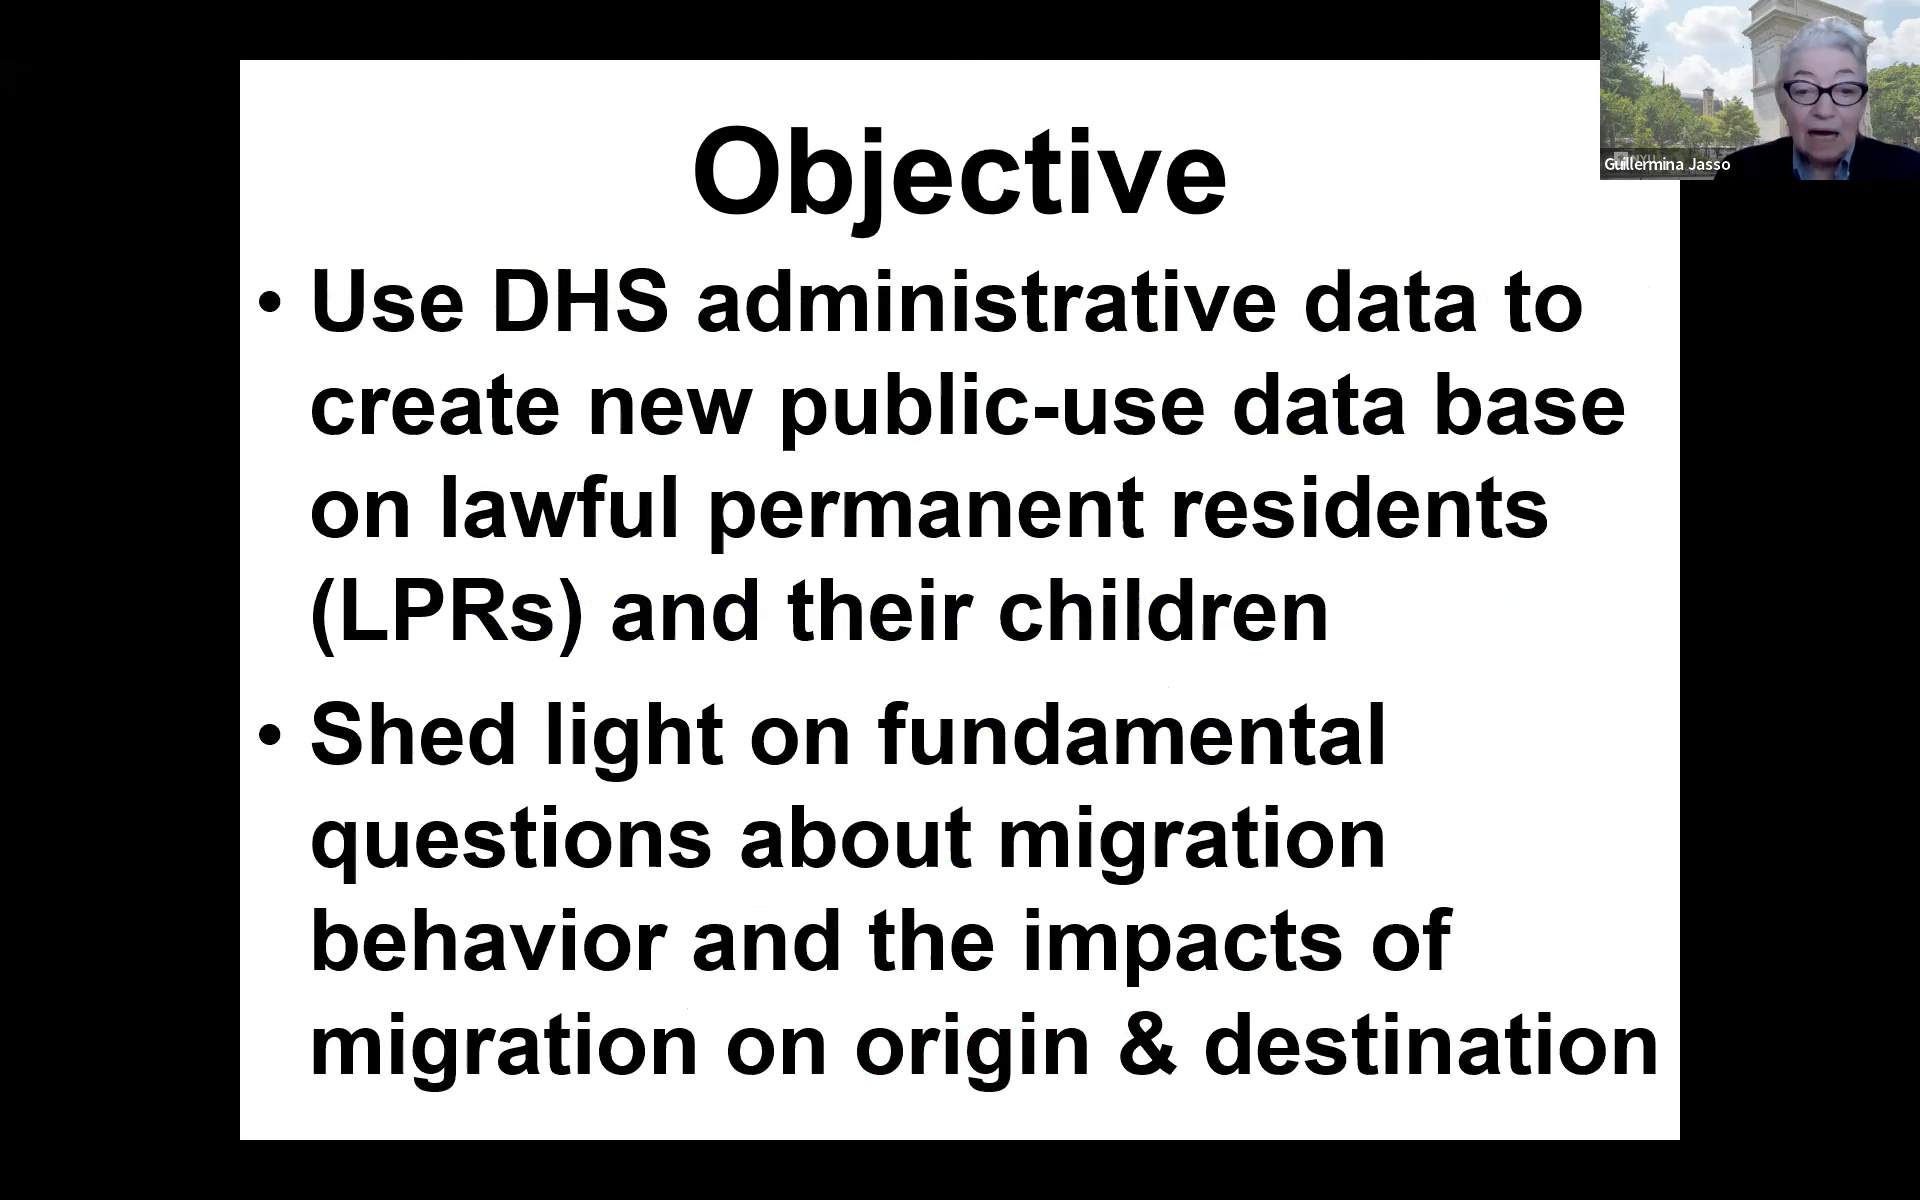 Objective
• Use DHS administrative data to
create new public-use data base
on lawful permanent residents
(LPRs) and their children
• Shed light on fundamental
questions about migration
behavior and the impacts of
migration on origin & destination
Guillermina Jasso